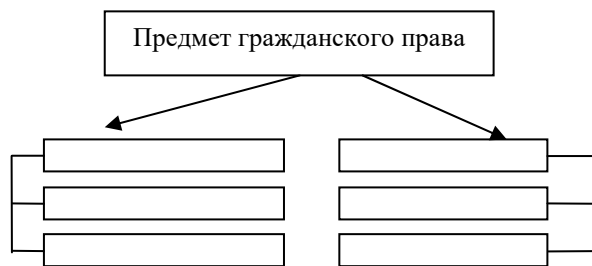 Предмет гражданского права